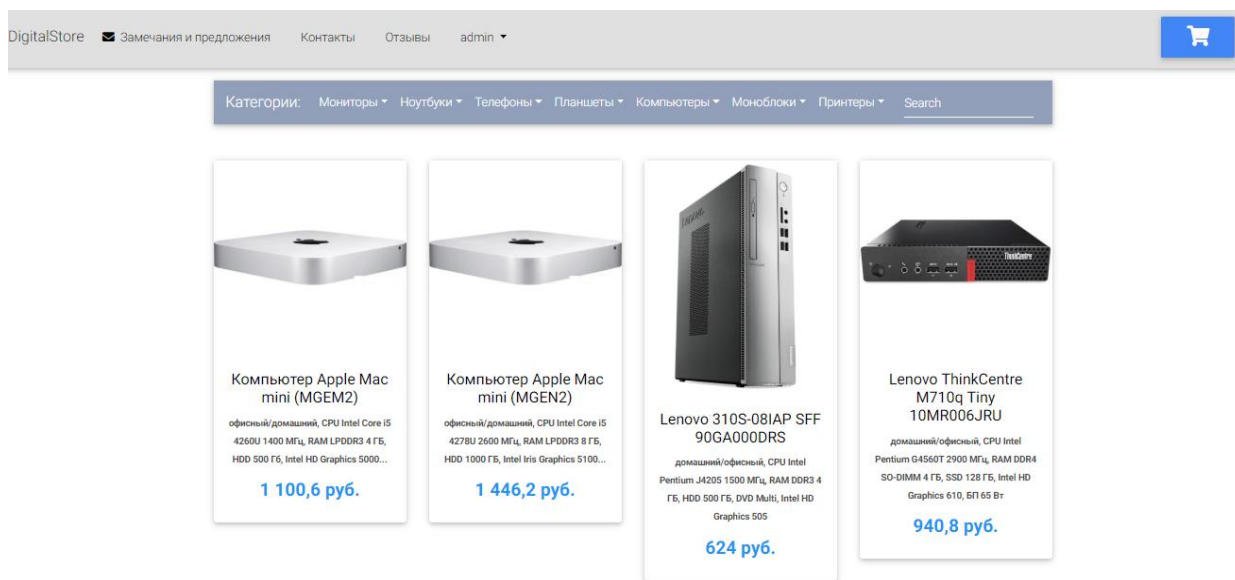 DigitalStore Замечания и предложения Контакты Отзывы admin
Категории: Мониторы Ноутбуки Телефоны Планшеты Компьютеры Моноблоки Принтеры Search
Компьютер Apple Mac
mini (MGEM2)
офисный/домашний, CPU Intel Core i5
4260U 1400 МГц, RAM LPDDR3 4 ГБ,
HDD 500 Гб, Intel HD Graphics 5000...
1 100,6 руб.
Компьютер Apple Mac
mini (MGEN2)
офисный/домашний, CPU Intel Core i5
4278U 2600 МГц, RAM LPDDR3 8 ГБ,
HDD 1000 ГБ, Intel Iris Graphics 5100...
1 446,2 руб.
Lenovo
Lenovo 310S-08IAP SFF
90GA000DRS
домашний/офисный, CPU Intel
Pentium J4205 1500 МГц, RAM DDR3 4
ГБ, HDD 500 ГБ, DVD Multi, Intel HD
Graphics 505
624 руб.
ThinkCentre
Lenovo ThinkCentre
M710q Tiny
10MR006JRU
домашний/офисный, CPU Intel
Pentium G4560T 2900 МГц, RAM DDR4
SO-DIMM 4 ГБ, SSD 128 ГБ, Intel HD
Graphics 610, БП 65 Вт
940,8 руб.